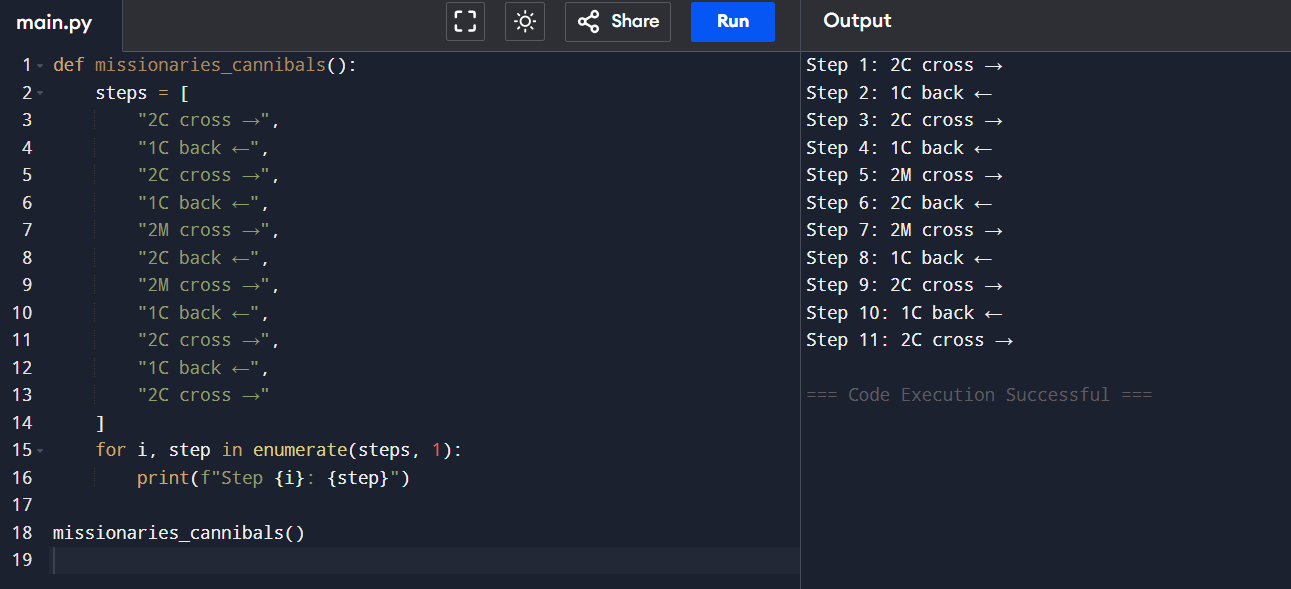 main.py Share Run Output
1 def missionaries_cannibals():
2     steps = [
3         "2C cross →",
4         "1C back ←",
5         "2C cross →",
6         "1C back ←",
7         "2M cross →",
8         "2C back ←",
9         "2M cross →",
10         "1C back ←",
11         "2C cross →",
12         "1C back ←",
13         "2C cross →"
14     ]
15     for i, step in enumerate(steps, 1):
16         print(f"Step {i}: {step}")
17
18 missionaries_cannibals()
19
Step 1: 2C cross →
Step 2: 1C back ←
Step 3: 2C cross →
Step 4: 1C back ←
Step 5: 2M cross →
Step 6: 2C back ←
Step 7: 2M cross →
Step 8: 1C back ←
Step 9: 2C cross →
Step 10: 1C back ←
Step 11: 2C cross →
=== Code Execution Successful ===